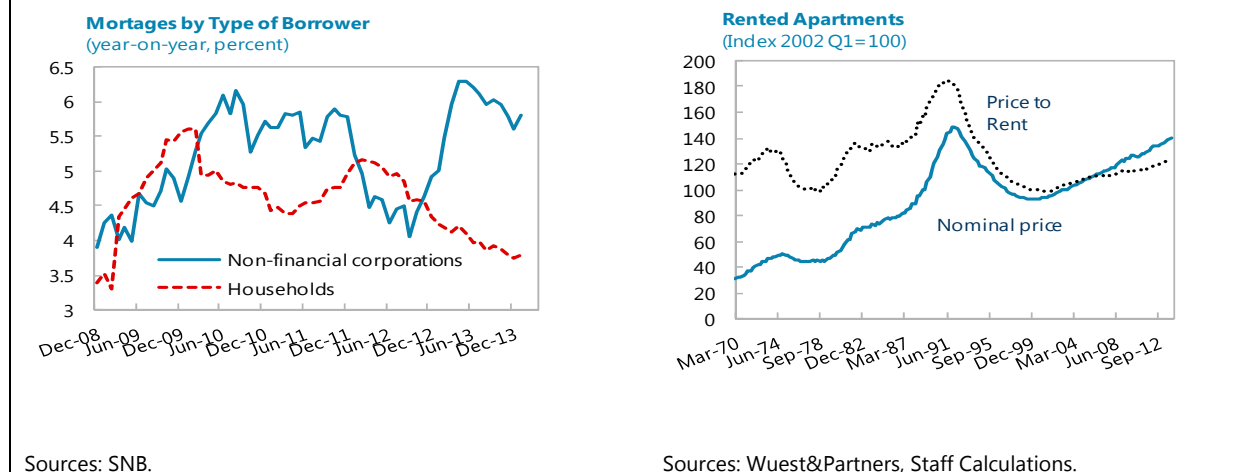 Mortages by Type of Borrower
(year-on-year, percent)
6.5
6
5.5
5
4.5
4
3.5
3
Non-financial corporations
Households
Dec-08
Jun-09
Dec-09
Jun-10
Dec-10
Jun-11
Dec-11
Jun-12
Dec-12
Jun-13
Dec-13
Sources: SNB.
Rented Apartments
(Index 2002 Q1=100)
200
180
160
140
120
100
80
60
40
20
0
Price to
Rent
Nominal price
Mar-70
Jun-74
Sep-78
Dec-82
Mar-87
Jun-91
Sep-95
Dec-99
Mar-04
Jun-08
Sep-12
Sources: Wuest&Partners, Staff Calculations.